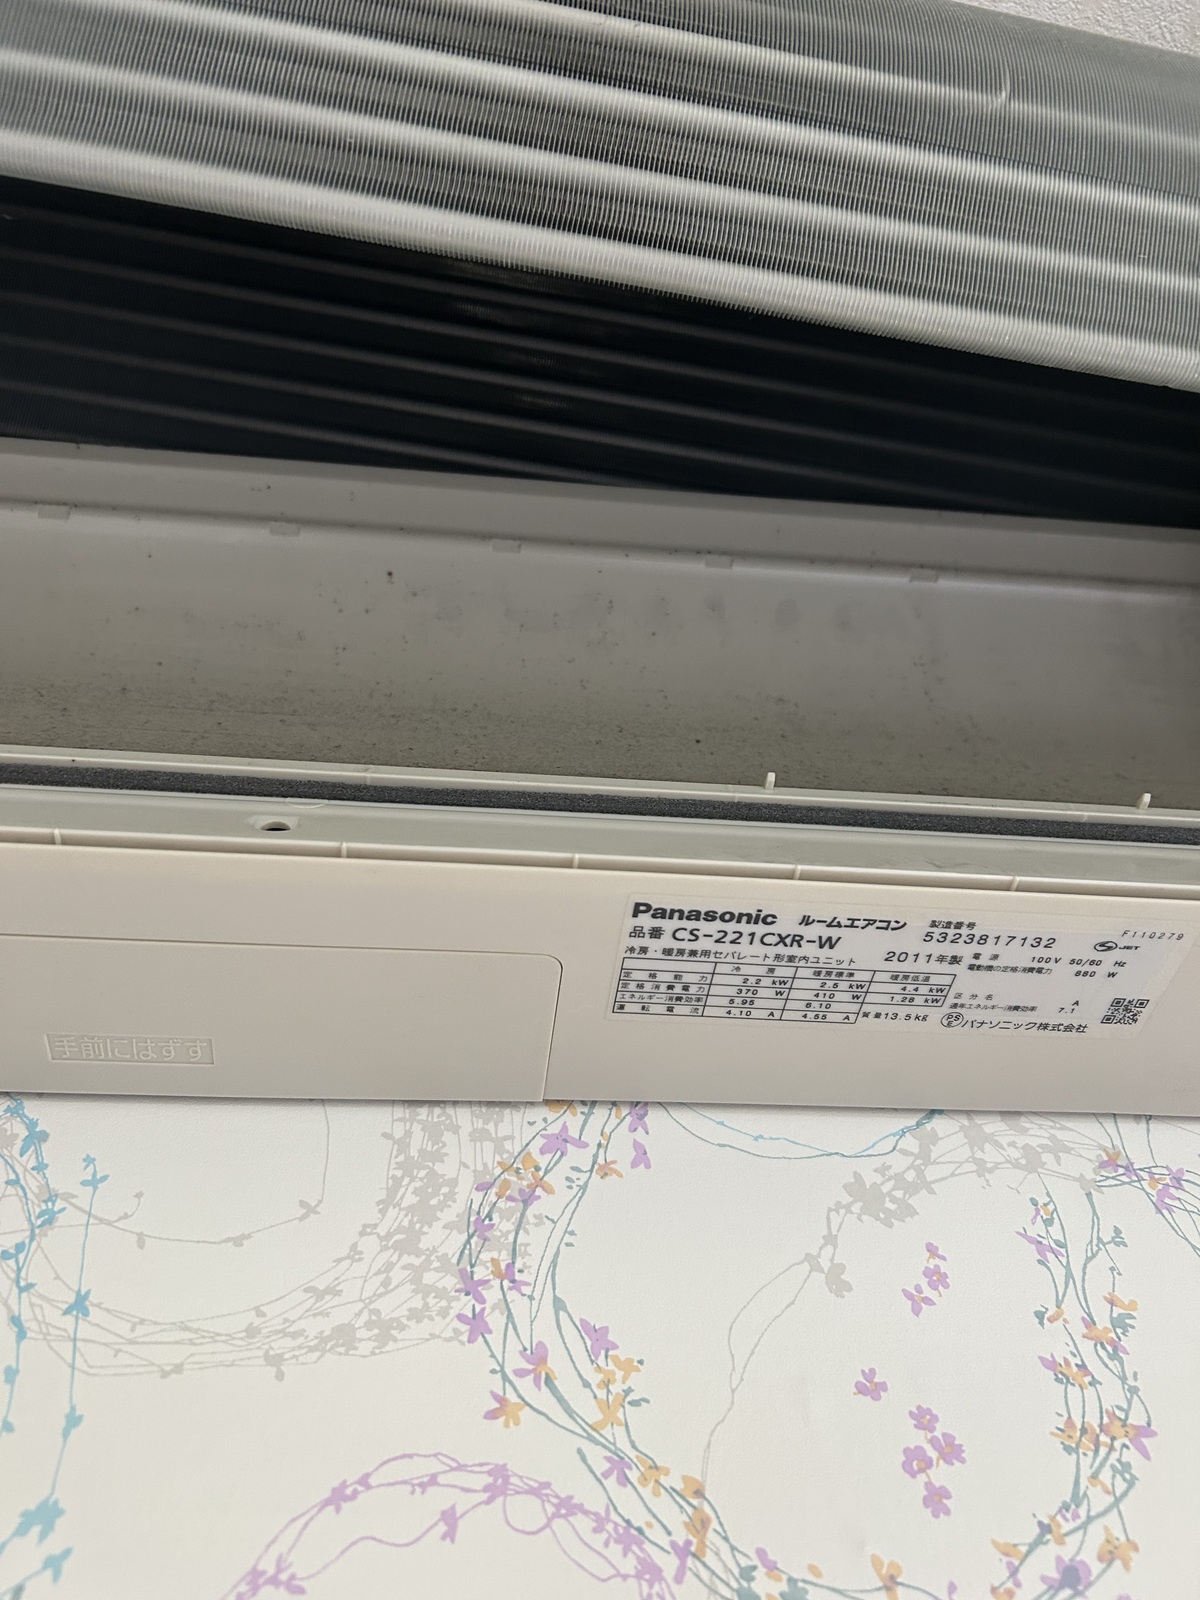 Panasonic ルームエアコン 製造番号
品番 CS-221CXR-W 5323817132 F110279
冷房・暖房兼用セパレート形室内ユニット 2011年製 電源 100V 50/60 Hz JET
電動機の定格消費電力 880 W
冷房 暖房標準 暖房低温
定格能力 2.2 kW 2.5 kW 4.4 kW
定格消費電力 370 W 410 W 1.28 kW
エネルギー消費効率 5.95 6.10
運転電流 4.10 A 4.55 A 質量13.5kg
区分名 A
通年エネルギー消費効率 7.1
PSE パナソニック株式会社
手前にはずす